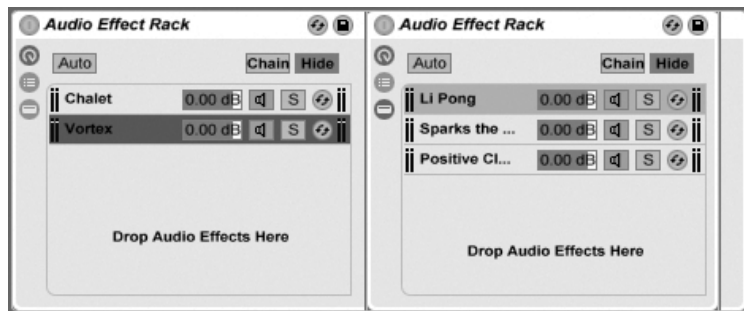 Audio Effect Rack
Auto Chain Hide
Chalet 0.00 dB S
Vortex 0.00 dB S
Drop Audio Effects Here
Audio Effect Rack
Auto Chain Hide
Li Pong 0.00 dB S
Sparks the ... 0.00 dB S
Positive Cl... 0.00 dB S
Drop Audio Effects Here